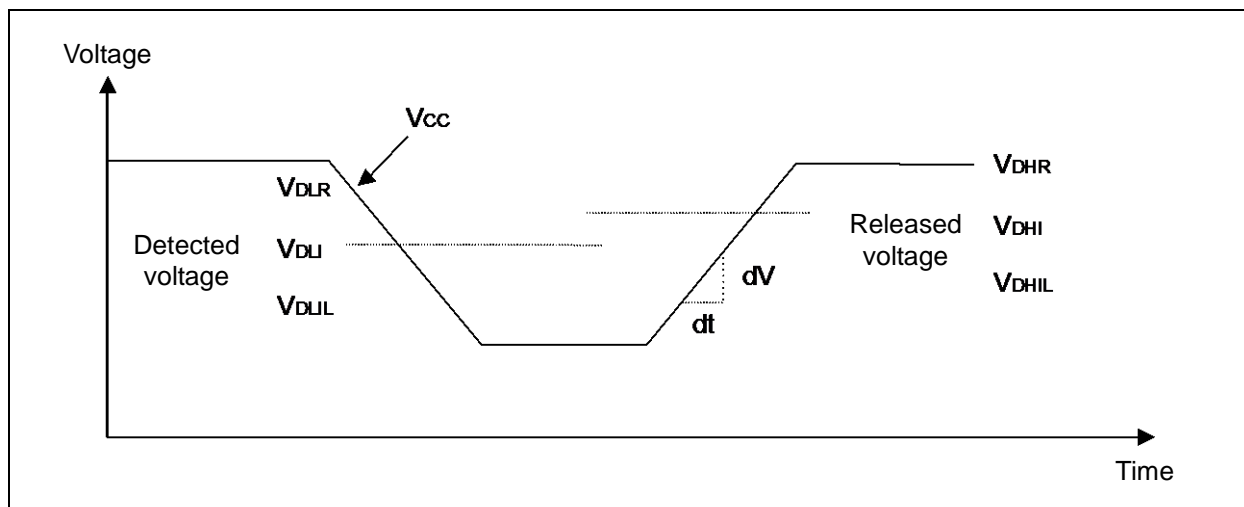 Voltage
VCC
VDLR
VDHR
Detected
voltage
VDLI
Released
voltage
VDHI
VDLIL
dV
VDHIL
dt
Time